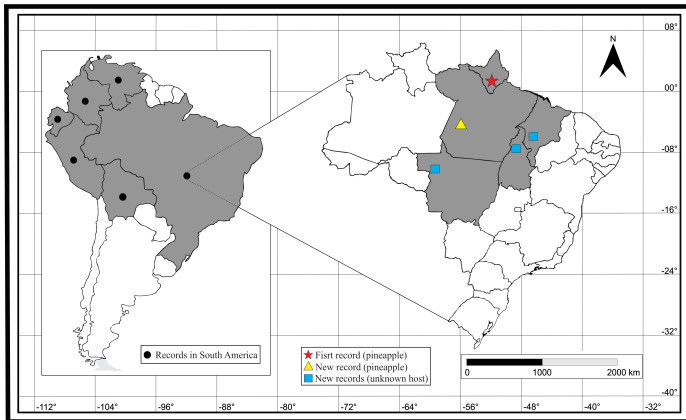 N
08°
00°
-08°
-16°
-24°
-32°
-40°
Records in South America
Fisrt record (pineapple)
New record (pineapple)
New records (unknown host)
0 1000 2000 km
-112° -104° -96° -88° -80° -72° -64° -56° -48° -40°